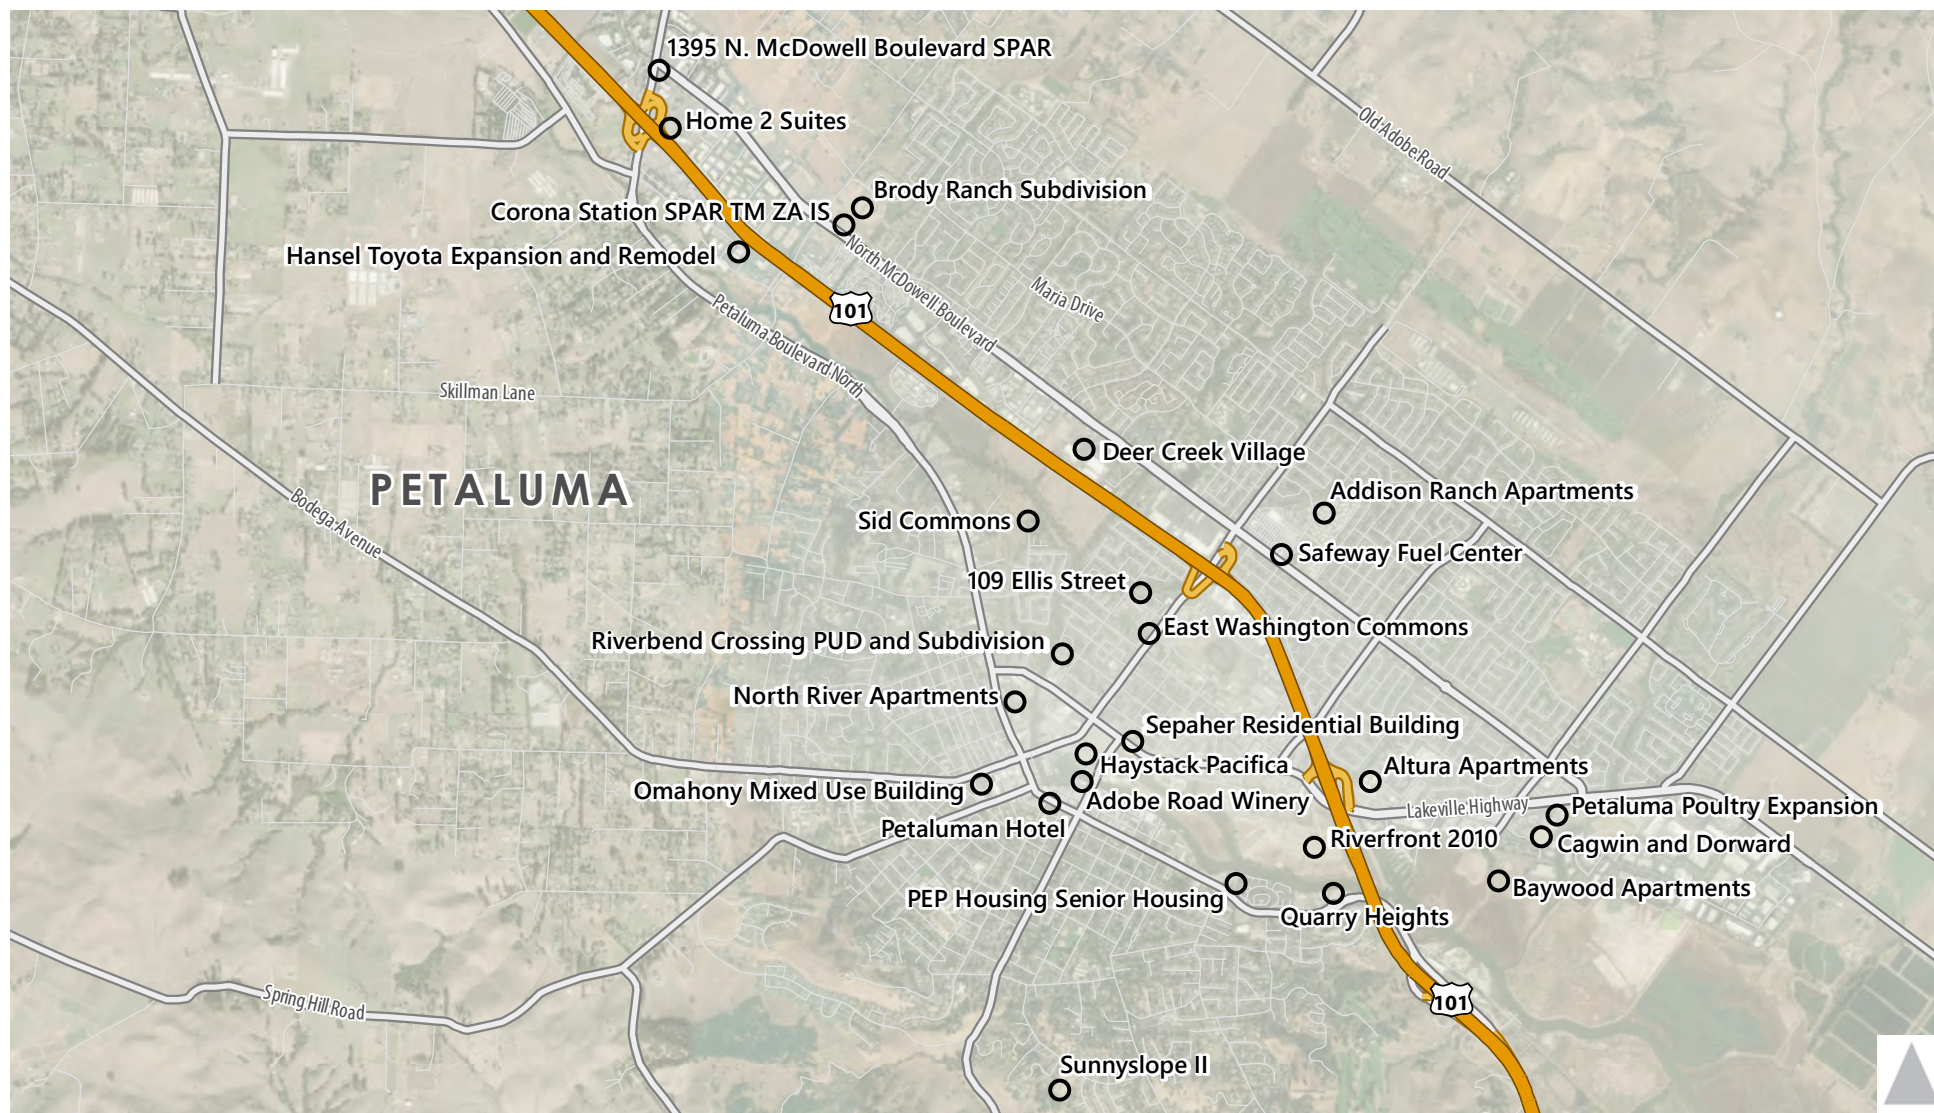 1395 N. McDowell Boulevard SPAR
Home 2 Suites
Old Adobe Road
Brody Ranch Subdivision
Corona Station SPAR TM ZA IS
Hansel Toyota Expansion and Remodel
North McDowell Boulevard
Maria Drive
101
Petaluma Boulevard North
Skillman Lane
Deer Creek Village
PETALUMA
Addison Ranch Apartments
Bodega Avenue
Sid Commons
Safeway Fuel Center
109 Ellis Street
East Washington Commons
Riverbend Crossing PUD and Subdivision
North River Apartments
Sepaher Residential Building
Haystack Pacifica
Altura Apartments
Omahony Mixed Use Building
Adobe Road Winery
Lakeville Highway
Petaluma Poultry Expansion
Petaluman Hotel
Riverfront 2010
Cagwin and Dorward
Baywood Apartments
PEP Housing Senior Housing
Quarry Heights
Spring Hill Road
101
Sunnyslope II